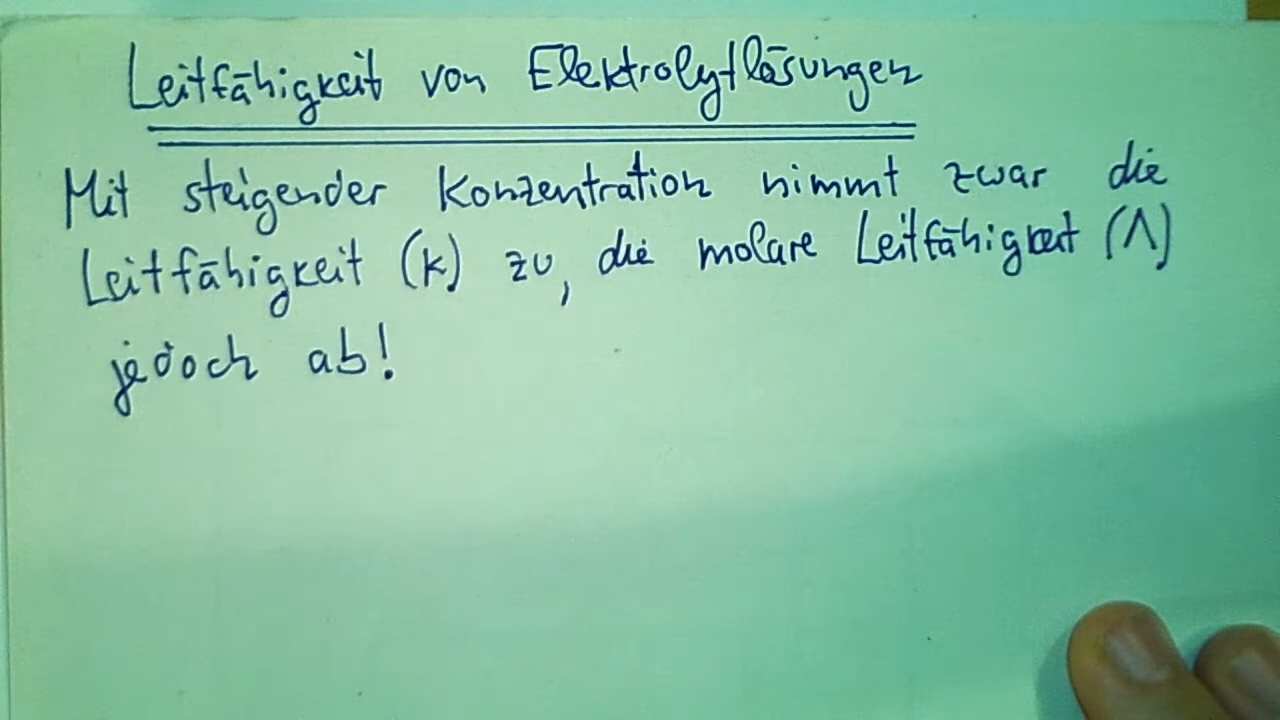 Leitfähigkeit von Elektrolytlösungen
Mit steigender Konzentration nimmt zwar die
Leitfähigkeit (κ) zu, die molare Leitfähigkeit (Λ)
jedoch ab!